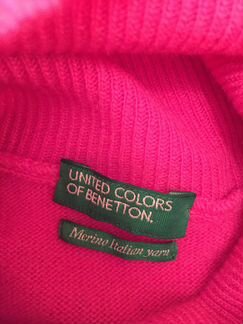 UNITED COLORS
OF BENETTON.
Merino Italian yarn